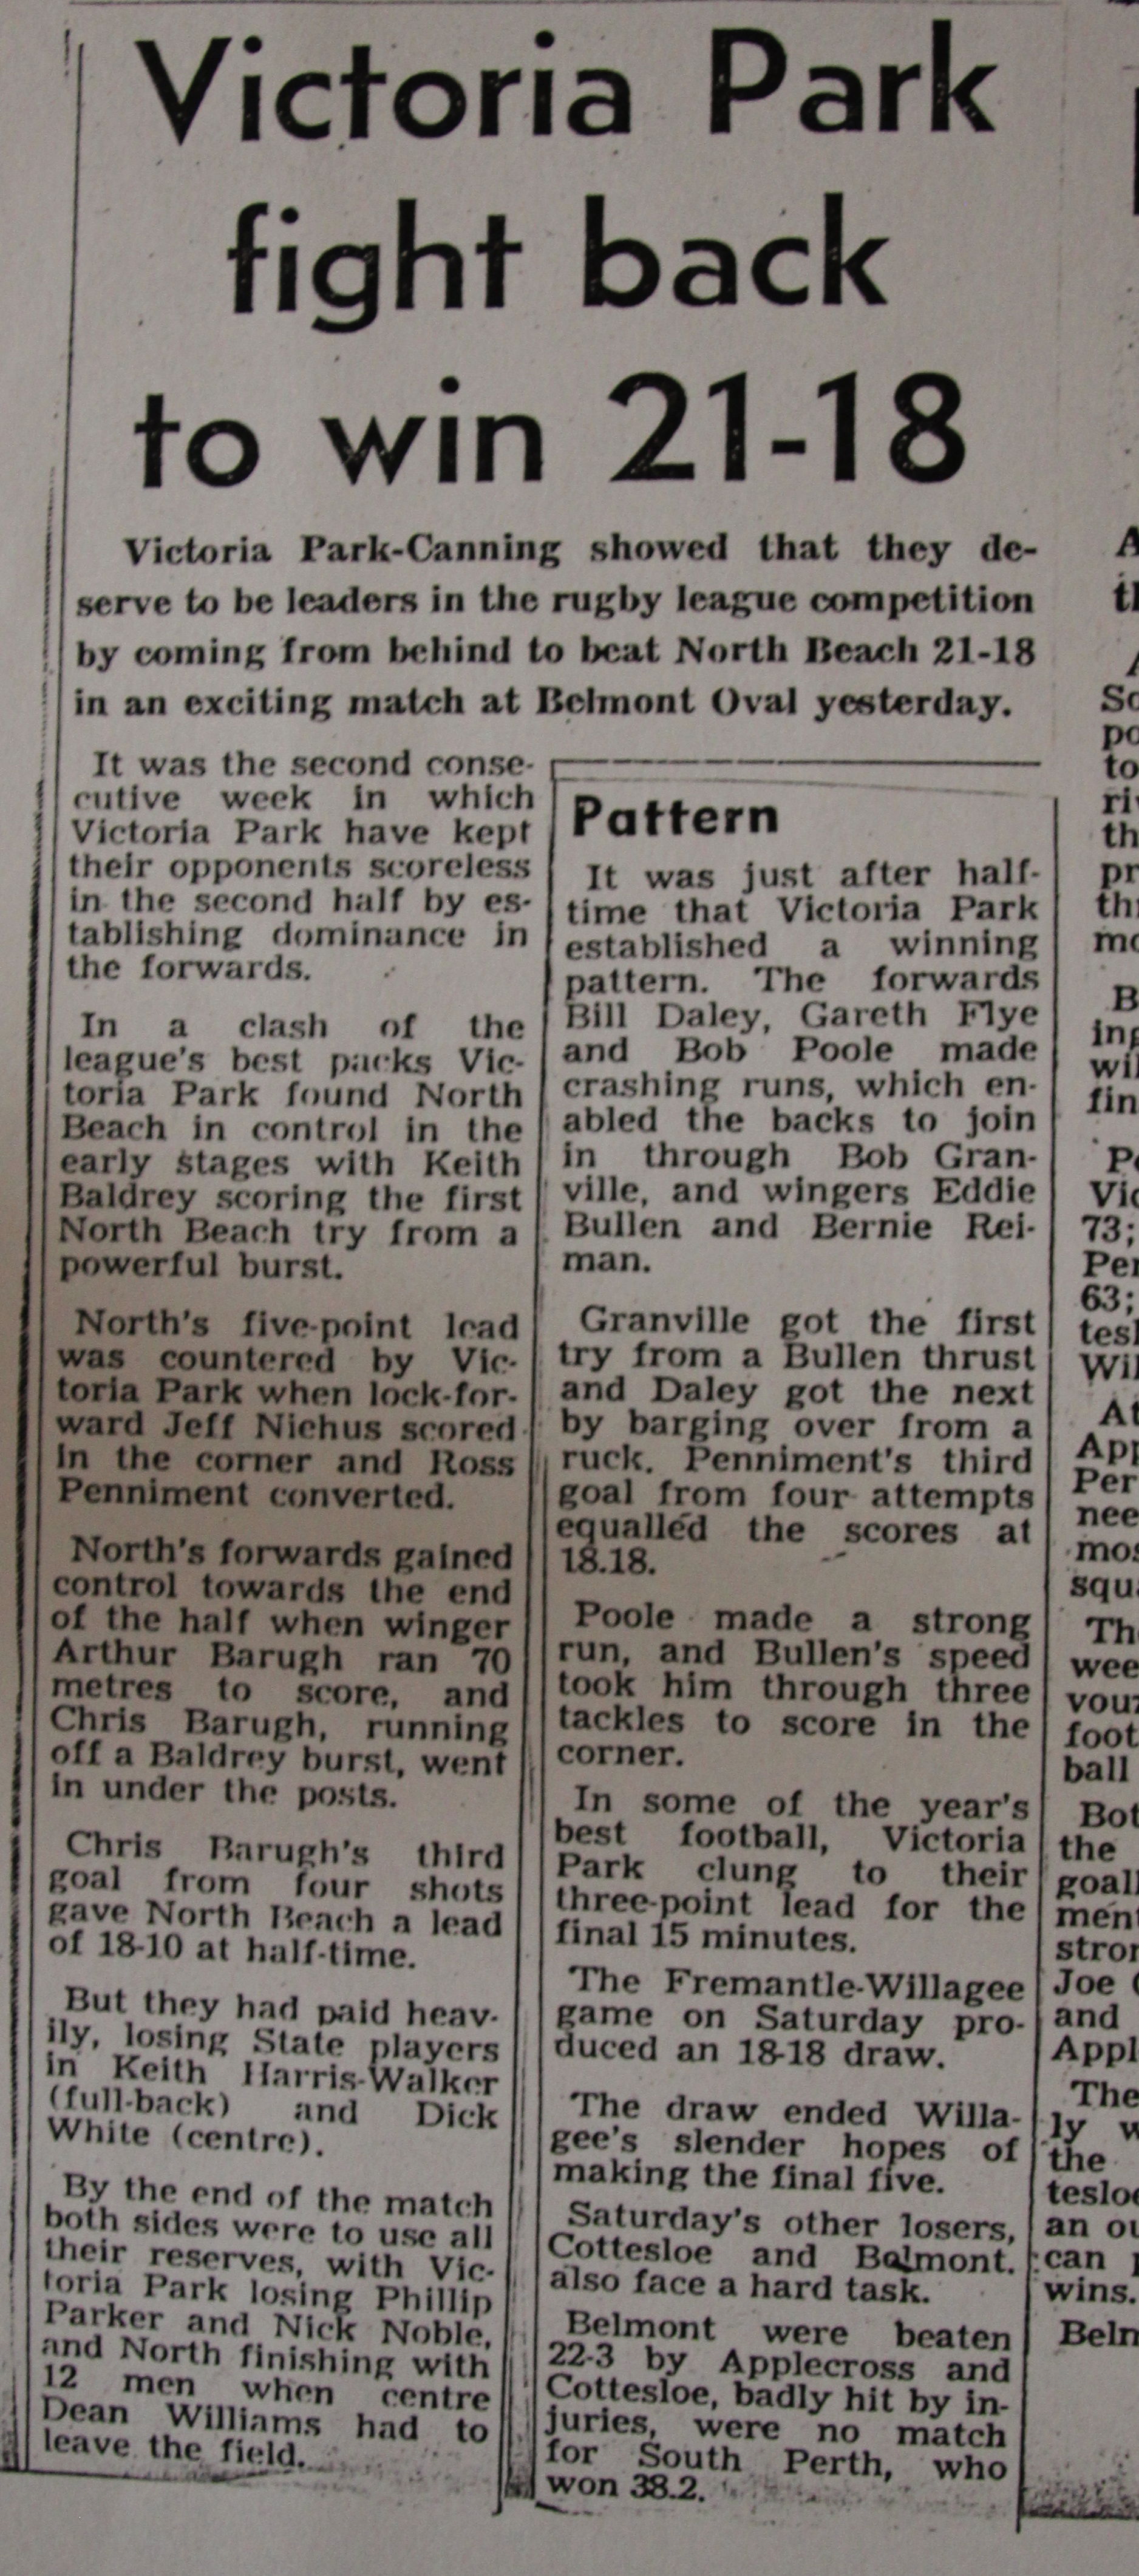 Victoria Park
fight back
to win 21-18
Victoria Park-Canning showed that they de-
serve to be leaders in the rugby league competition
by coming from behind to beat North Beach 21-18
in an exciting match at Belmont Oval yesterday.
It was the second conse-
cutive week in which
Victoria Park have kept
their opponents scoreless
in the second half by es-
tablishing dominance in
the forwards.
In a clash of the
league's best packs Vic-
toria Park found North
Beach in control in the
early stages with Keith
Baldrey scoring the first
North Beach try from a
powerful burst.
North's five-point lead
was countered by Vic-
toria Park when lock-for-
ward Jeff Niehus scored
in the corner and Ross
Penniment converted.
North's forwards gained
control towards the end
of the half when winger
Arthur Barugh ran 70
metres to score, and
Chris Barugh, running
off a Baldrey burst, went
in under the posts.
Chris Barugh's third
goal from four shots
gave North Beach a lead
of 18-10 at half-time.
But they had paid heav-
ily, losing State players
in Keith Harris-Walker
(full-back) and Dick
White (centre).
By the end of the match
both sides were to use all
their reserves, with Vic-
toria Park losing Phillip
Parker and Nick Noble,
and North finishing with
12 men when centre
Dean Williams had to
leave the field.
Pattern
It was just after half-
time that Victoria Park
established a winning
pattern. The forwards
Bill Daley, Gareth Flye
and Bob Poole made
crashing runs, which en-
abled the backs to join
in through Bob Gran-
ville, and wingers Eddie
Bullen and Bernie Rei-
man.
Granville got the first
try from a Bullen thrust
and Daley got the next
by barging over from a
ruck. Penniment's third
goal from four attempts
equalled the scores at
18.18.
Poole made a strong
run, and Bullen's speed
took him through three
tackles to score in the
corner.
In some of the year's
best football, Victoria
Park clung to their
three-point lead for the
final 15 minutes.
The Fremantle-Willagee
game on Saturday pro-
duced an 18-18 draw.
The draw ended Willa-
gee's slender hopes of
making the final five.
Saturday's other losers,
Cottesloe and Belmont.
also face a hard task.
Belmont were beaten
22-3 by Applecross and
Cottesloe, badly hit by in-
juries, were no match
for South Perth, who
won 38.2.